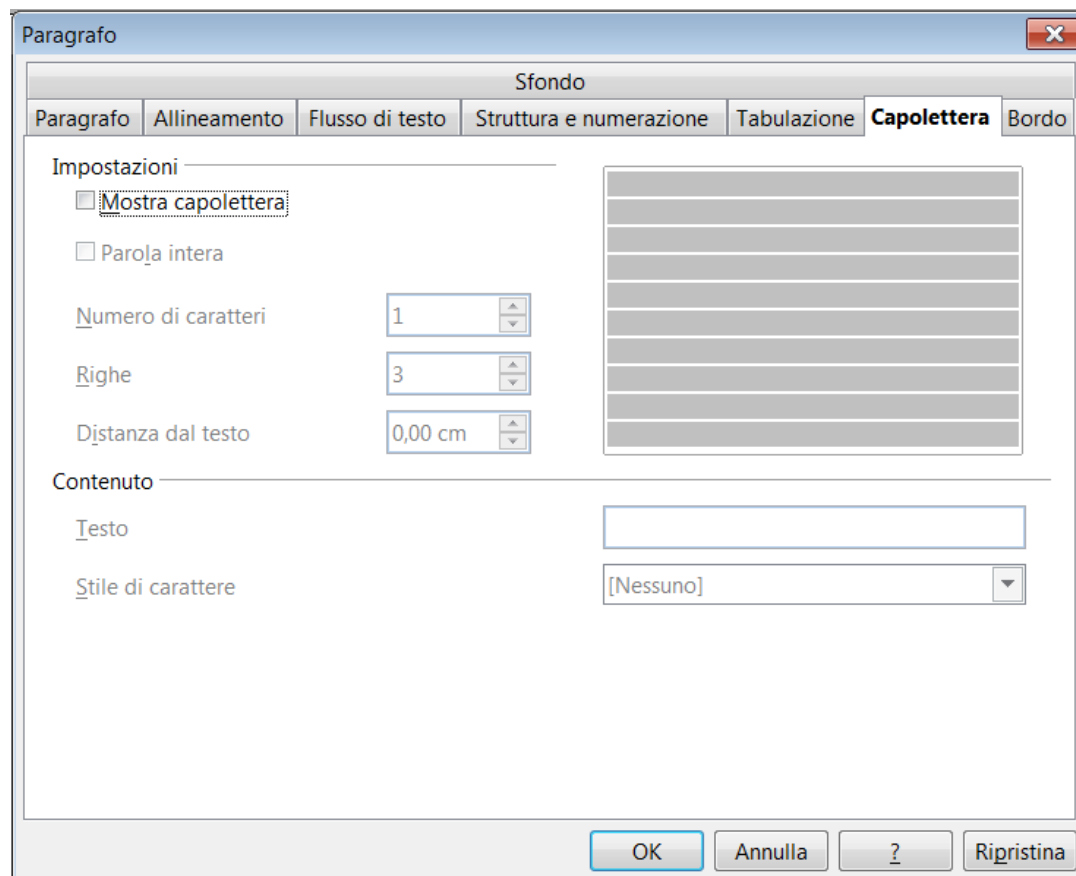 Paragrafo
Sfondo
Paragrafo Allineamento Flusso di testo Struttura e numerazione Tabulazione Capolettera Bordo
Impostazioni
Mostra capolettera
Parola intera
Numero di caratteri 1
Righe 3
Distanza dal testo 0,00 cm
Contenuto
Testo
Stile di carattere [Nessuno]
OK Annulla ? Ripristina